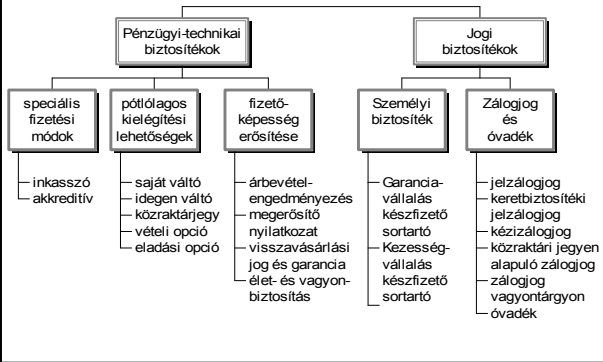 Pénzügyi-technikai
biztosítékok
Jogi
biztosítékok
speciális
fizetési
módok
pótlólagos
kielégítési
lehetőségek
fizető-
képesség
erősítése
Személyi
biztosíték
Zálogjog
és
óvadék
inkasszó
akkreditív
saját váltó
idegen váltó
közraktárjegy
vételi opció
eladási opció
árbevétel-
engedményezés
megerősítő
nyilatkozat
visszavásárlási
jog és garancia
élet- és vagyon-
biztosítás
Garancia-
vállalás
készfizető
sortartó
Kezesség-
vállalás
készfizető
sortartó
jelzálogjog
keretbiztosítéki
jelzálogjog
kézizálogjog
közraktári jegyen
alapuló zálogjog
zálogjog
vagyontárgyon
óvadék